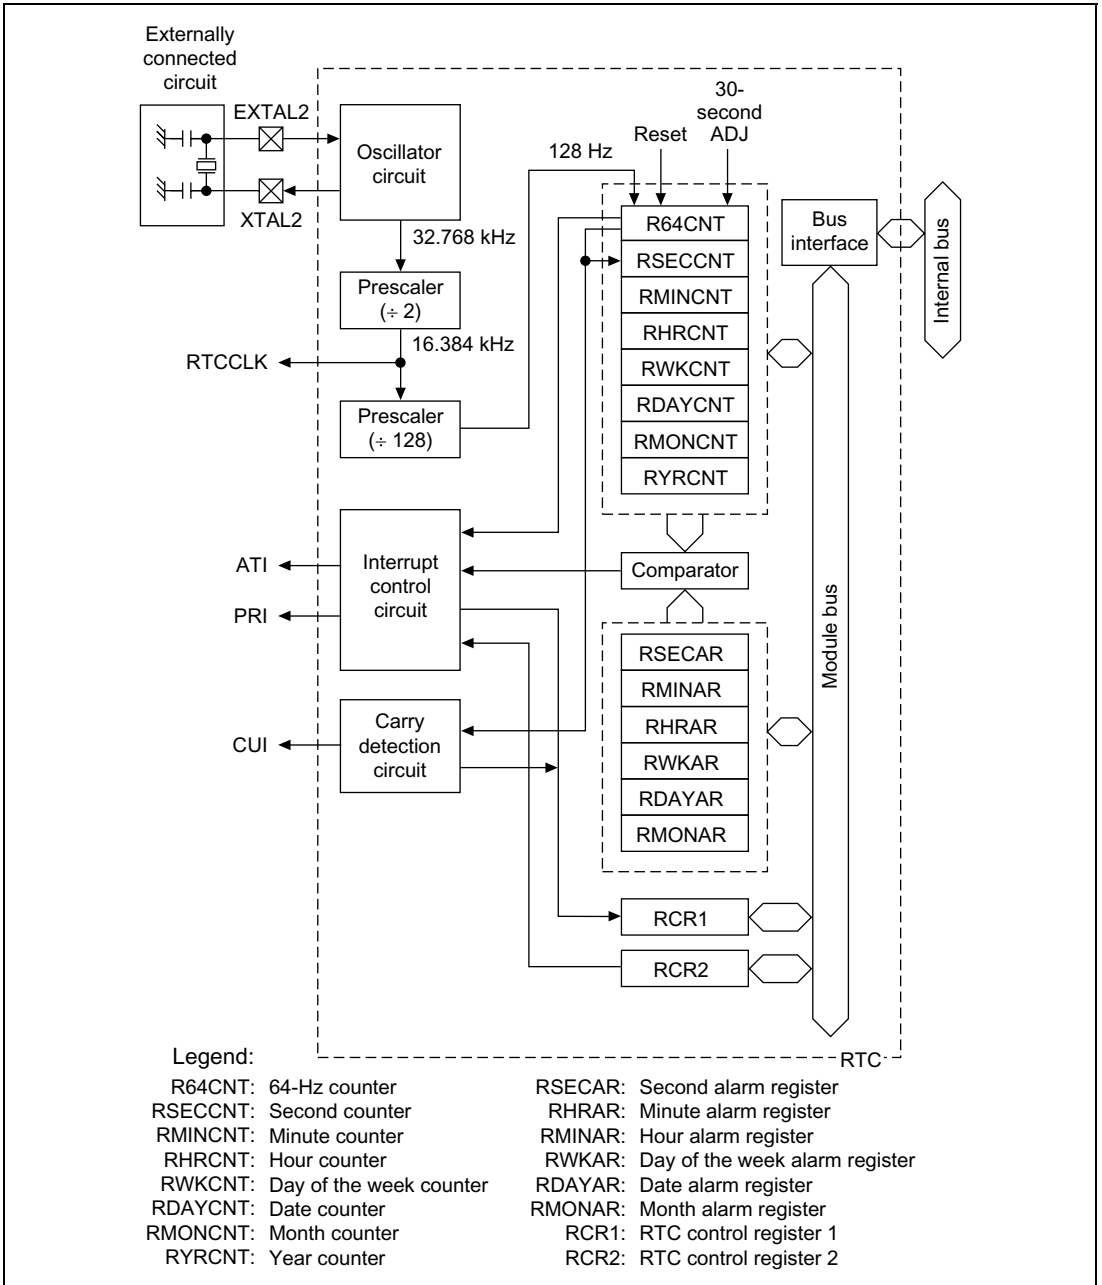 Externally
connected
circuit
EXTAL2
XTAL2
Oscillator
circuit
32.768 kHz
Prescaler
(÷ 2)
16.384 kHz
RTCCLK
Prescaler
(÷ 128)
128 Hz
Reset
30-
second
ADJ
R64CNT
RSECCNT
RMINCNT
RHRCNT
RWKCNT
RDAYCNT
RMONCNT
RYRCNT
Bus
interface
Internal bus
Module bus
ATI
PRI
Interrupt
control
circuit
Comparator
RSECAR
RMINAR
RHRAR
RWKAR
RDAYAR
RMONAR
CUI
Carry
detection
circuit
RCR1
RCR2
RTC
Legend:
R64CNT: 64-Hz counter
RSECCNT: Second counter
RMINCNT: Minute counter
RHRCNT: Hour counter
RWKCNT: Day of the week counter
RDAYCNT: Date counter
RMONCNT: Month counter
RYRCNT: Year counter
RSECAR: Second alarm register
RHRAR: Minute alarm register
RMINAR: Hour alarm register
RWKAR: Day of the week alarm register
RDAYAR: Date alarm register
RMONAR: Month alarm register
RCR1: RTC control register 1
RCR2: RTC control register 2